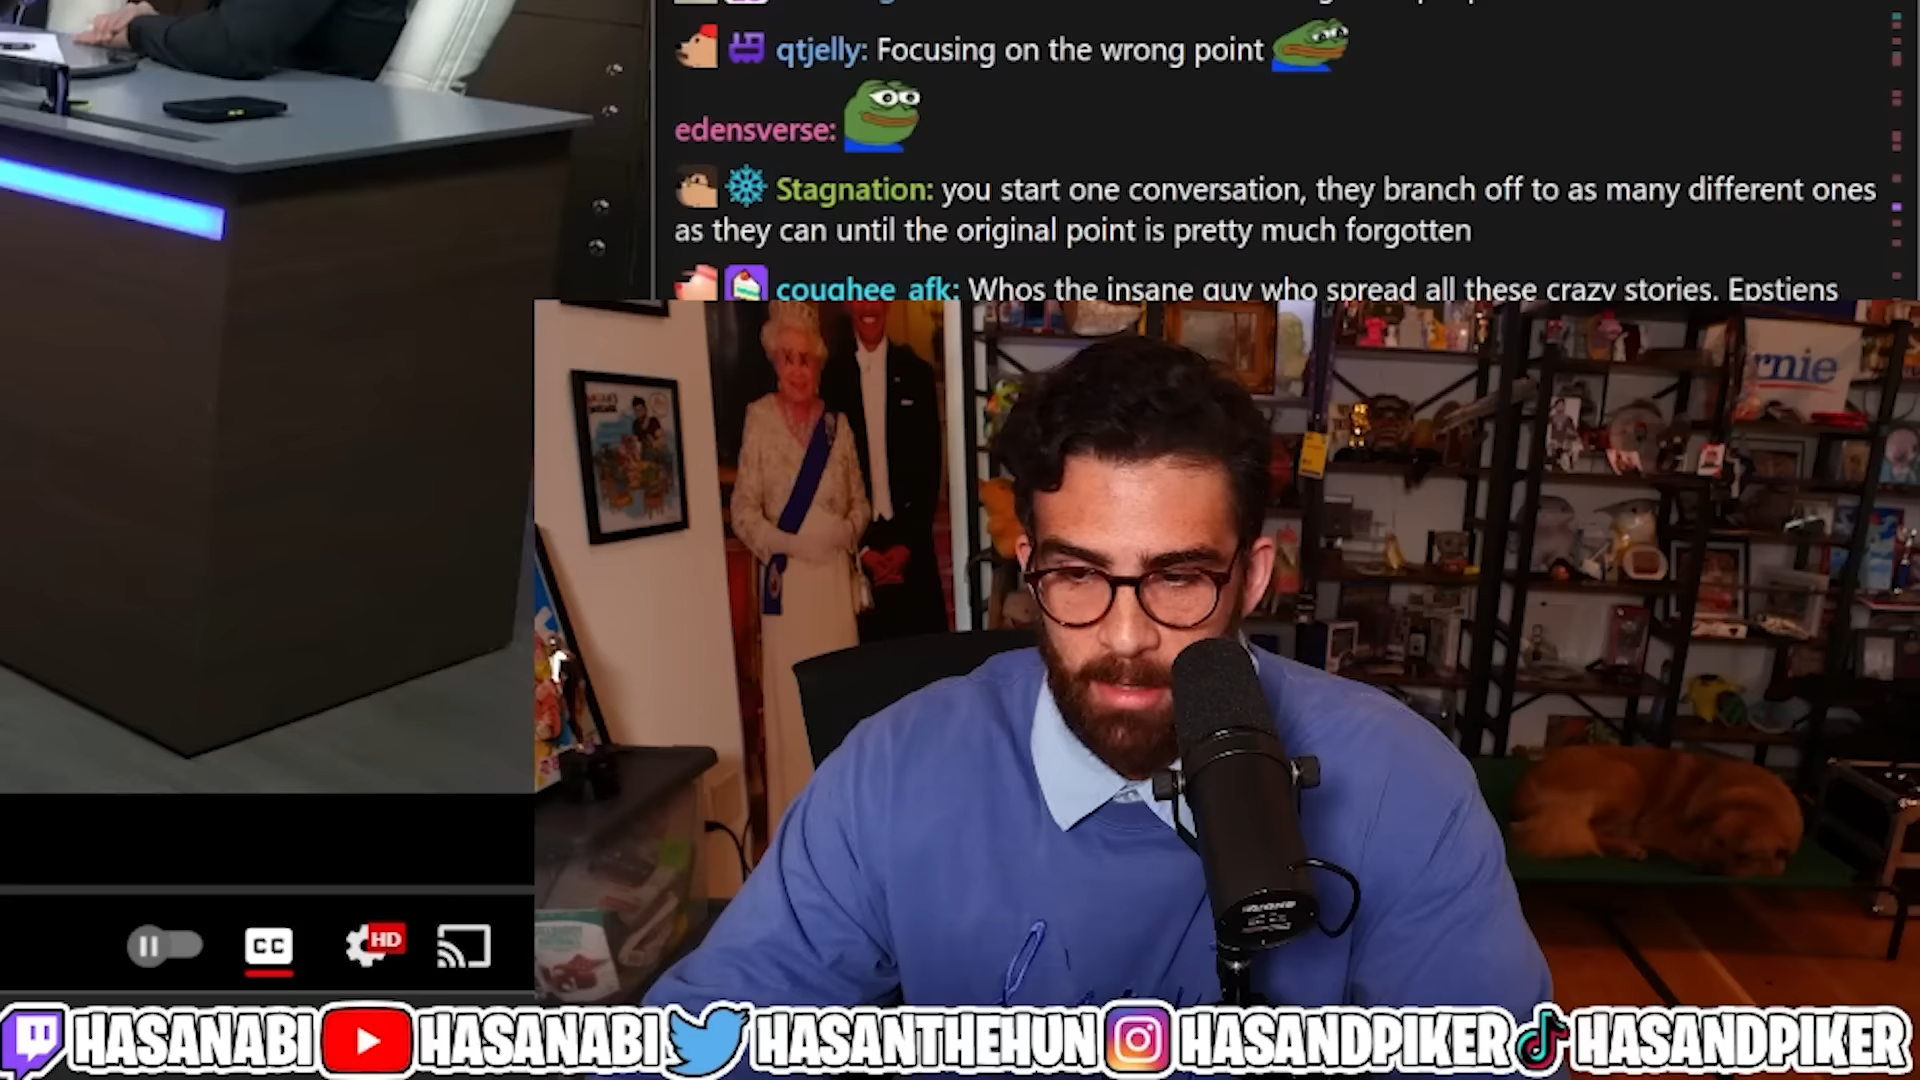 qtjelly: Focusing on the wrong point
edensverse:
Stagnation: you start one conversation, they branch off to as many different ones
as they can until the original point is pretty much forgotten
coughee_afk: Whos the insane guy who spread all these crazy stories. Epstiens
rnie
CC
HD
HASANABI HASANABI HASANTHEHUN HASANDPIKER HASANDPIKER